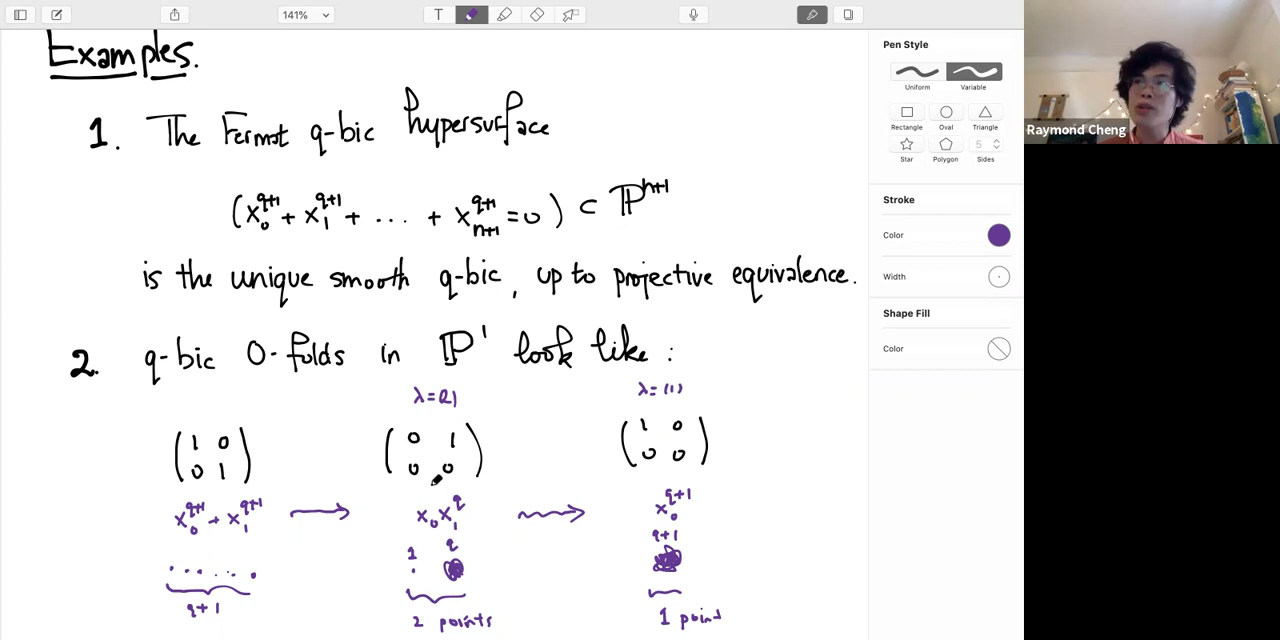 141%
T
Examples.
1. The Fermat q-bic hypersurface
(x_0^{q+1} + x_1^{q+1} + ... + x_{n+1}^{q+1} = 0) ⊂ ℙ^{n+1}
is the unique smooth q-bic, up to projective equivalence.
2. q-bic 0-folds in ℙ^1 look like:
λ=(2) λ=(1)
(1 0 (0 1 (1 0
0 1) 0 0) 0 0)
x_0^{q+1} + x_1^{q+1} → x_0 x_1^q ⇝ x_0^{q+1}
1 q q+1
q+1 2 points 1 point
Pen Style
Uniform Variable
Rectangle Oval Triangle
Star Polygon 5 Sides
Stroke
Color
Width
Shape Fill
Color
Raymond Cheng